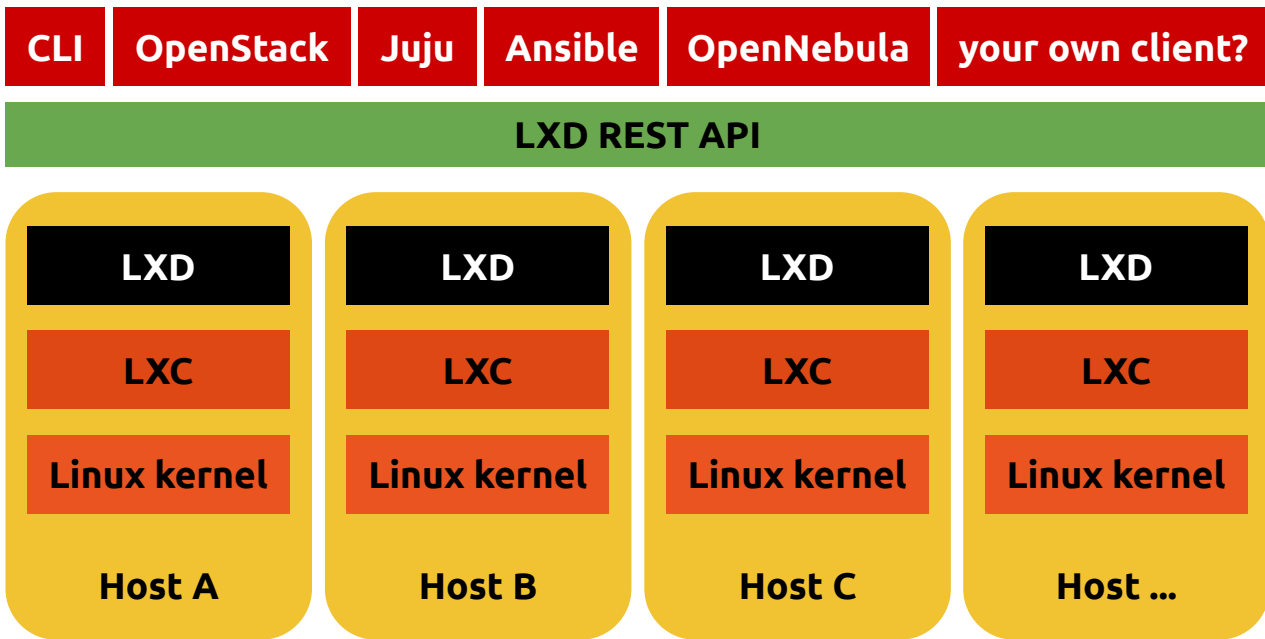 CLI OpenStack Juju Ansible OpenNebula your own client?
LXD REST API
LXD LXD LXD LXD
LXC LXC LXC LXC
Linux kernel Linux kernel Linux kernel Linux kernel
Host A Host B Host C Host ...